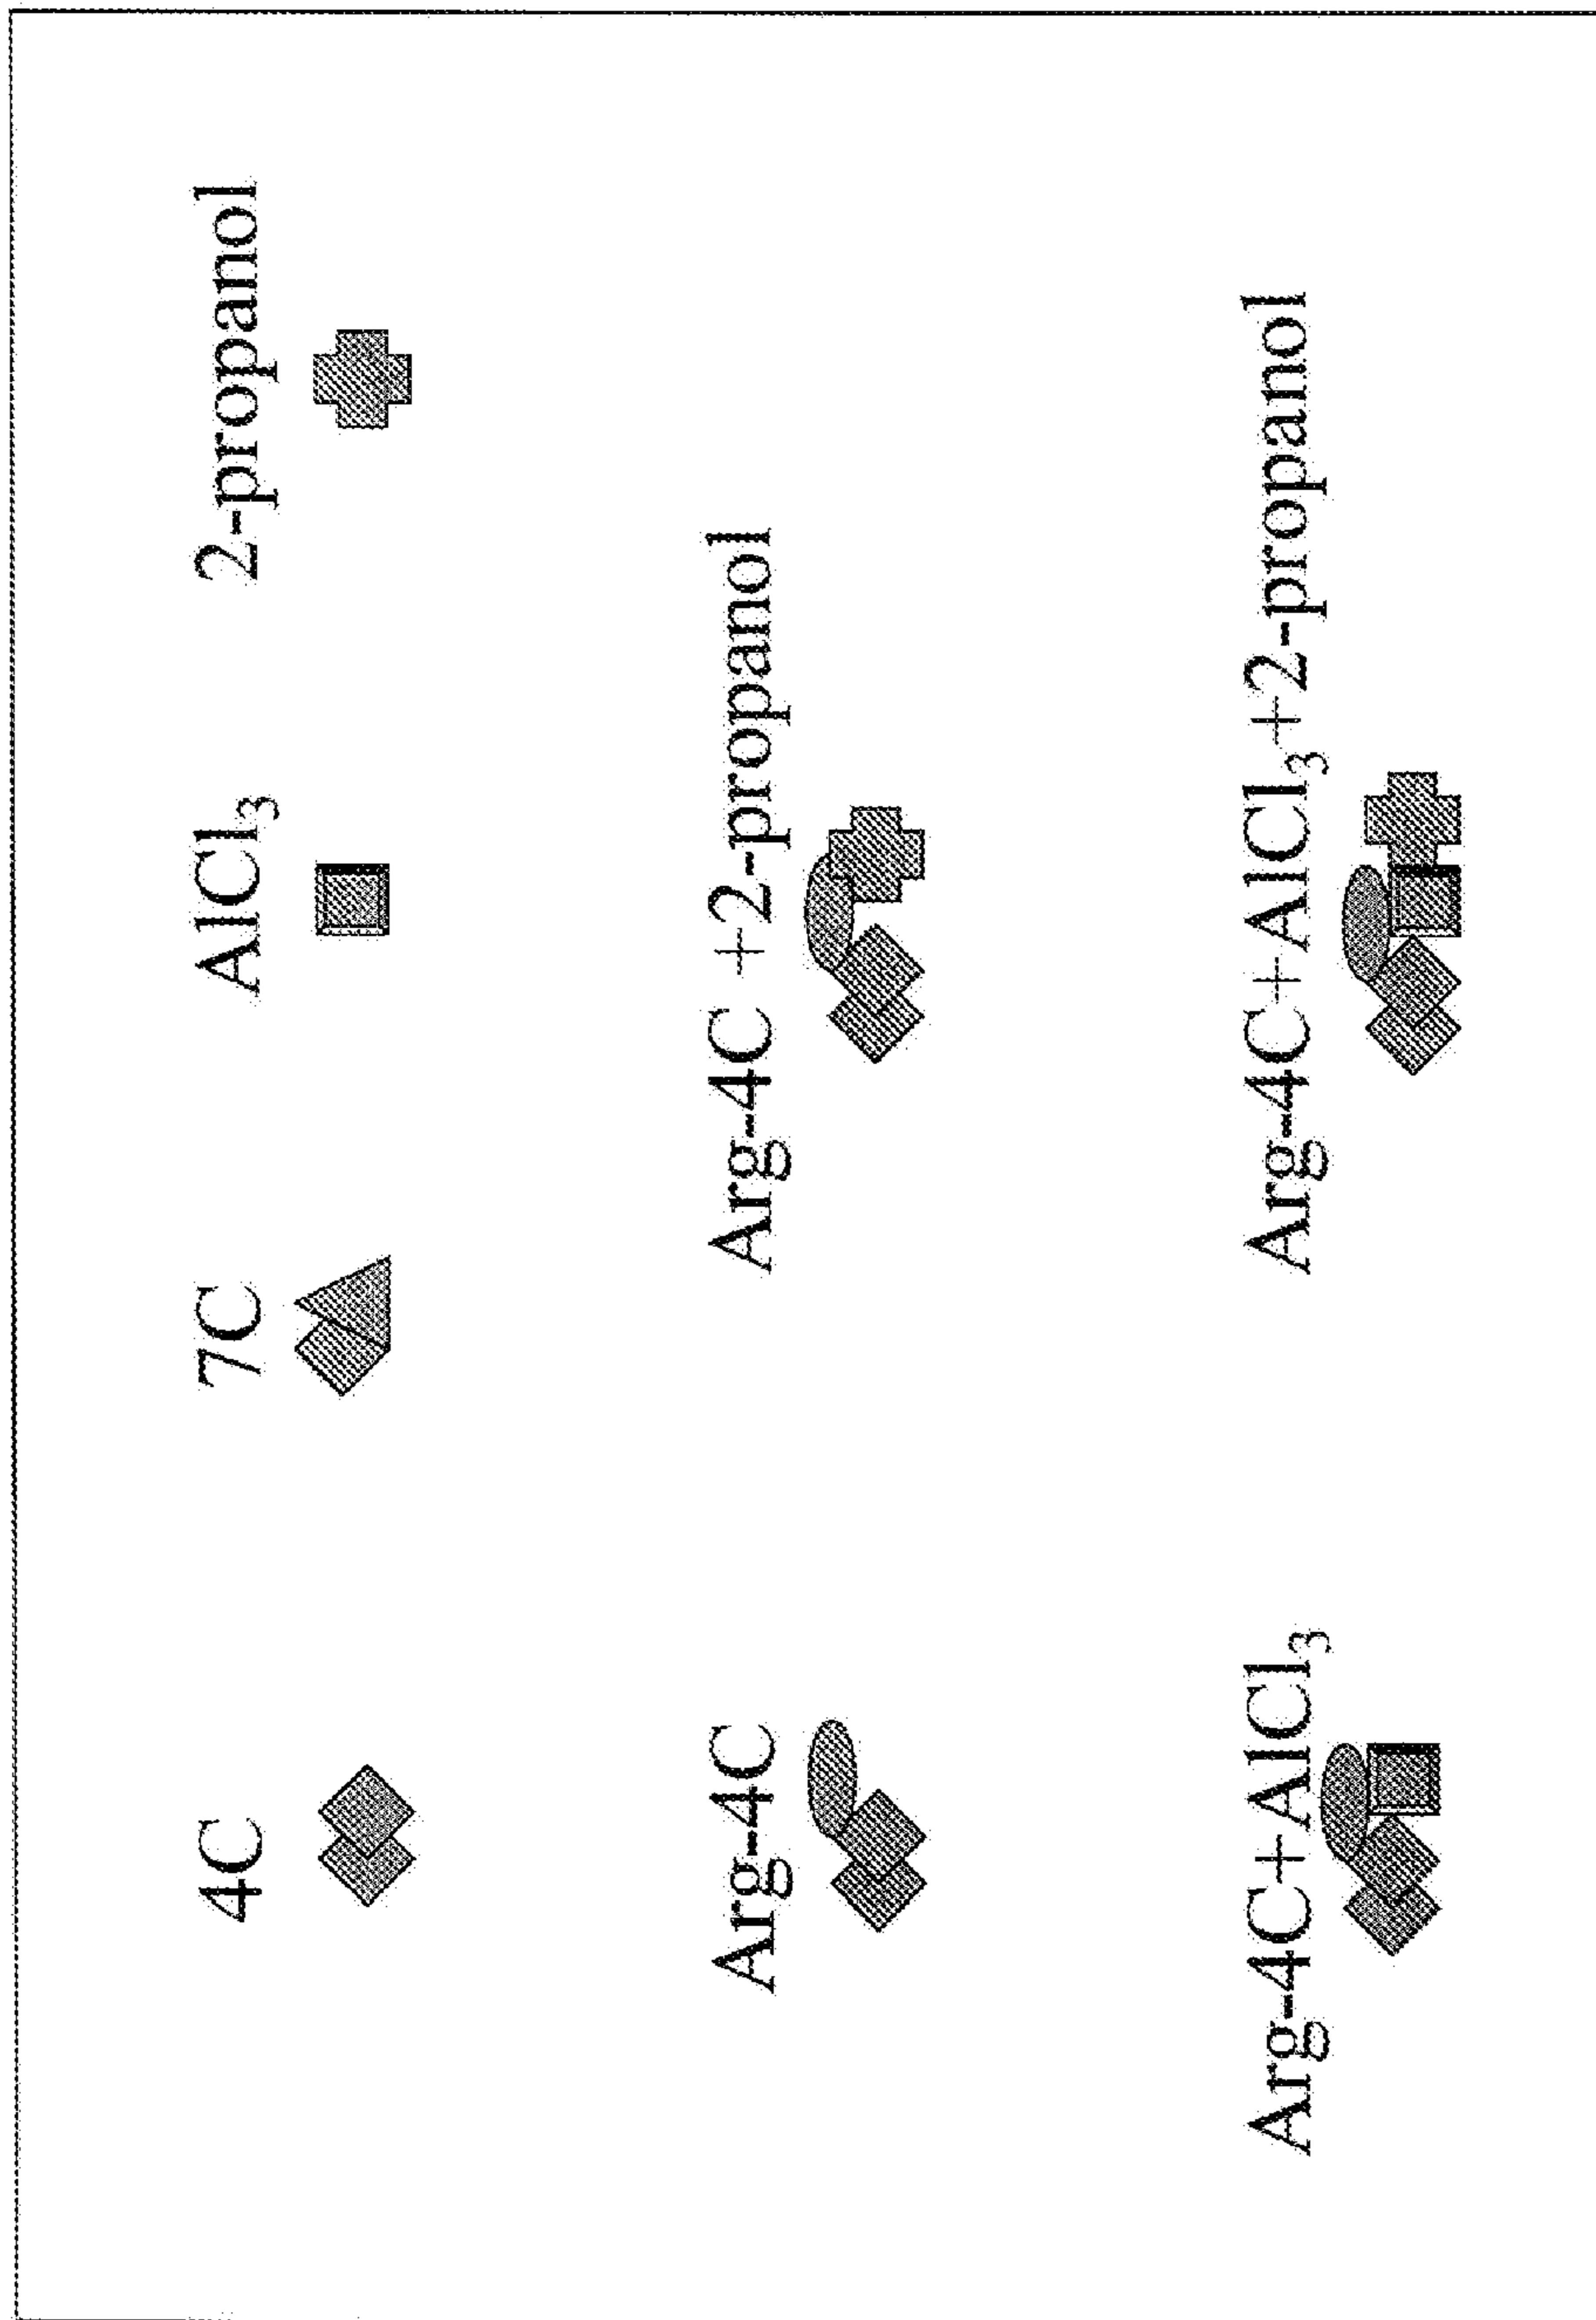 4C 7C AlCl₃ 2-propanol
Arg-4C Arg-4C +2-propanol
Arg-4C+AlCl₃ Arg-4C+AlCl₃+2-propanol